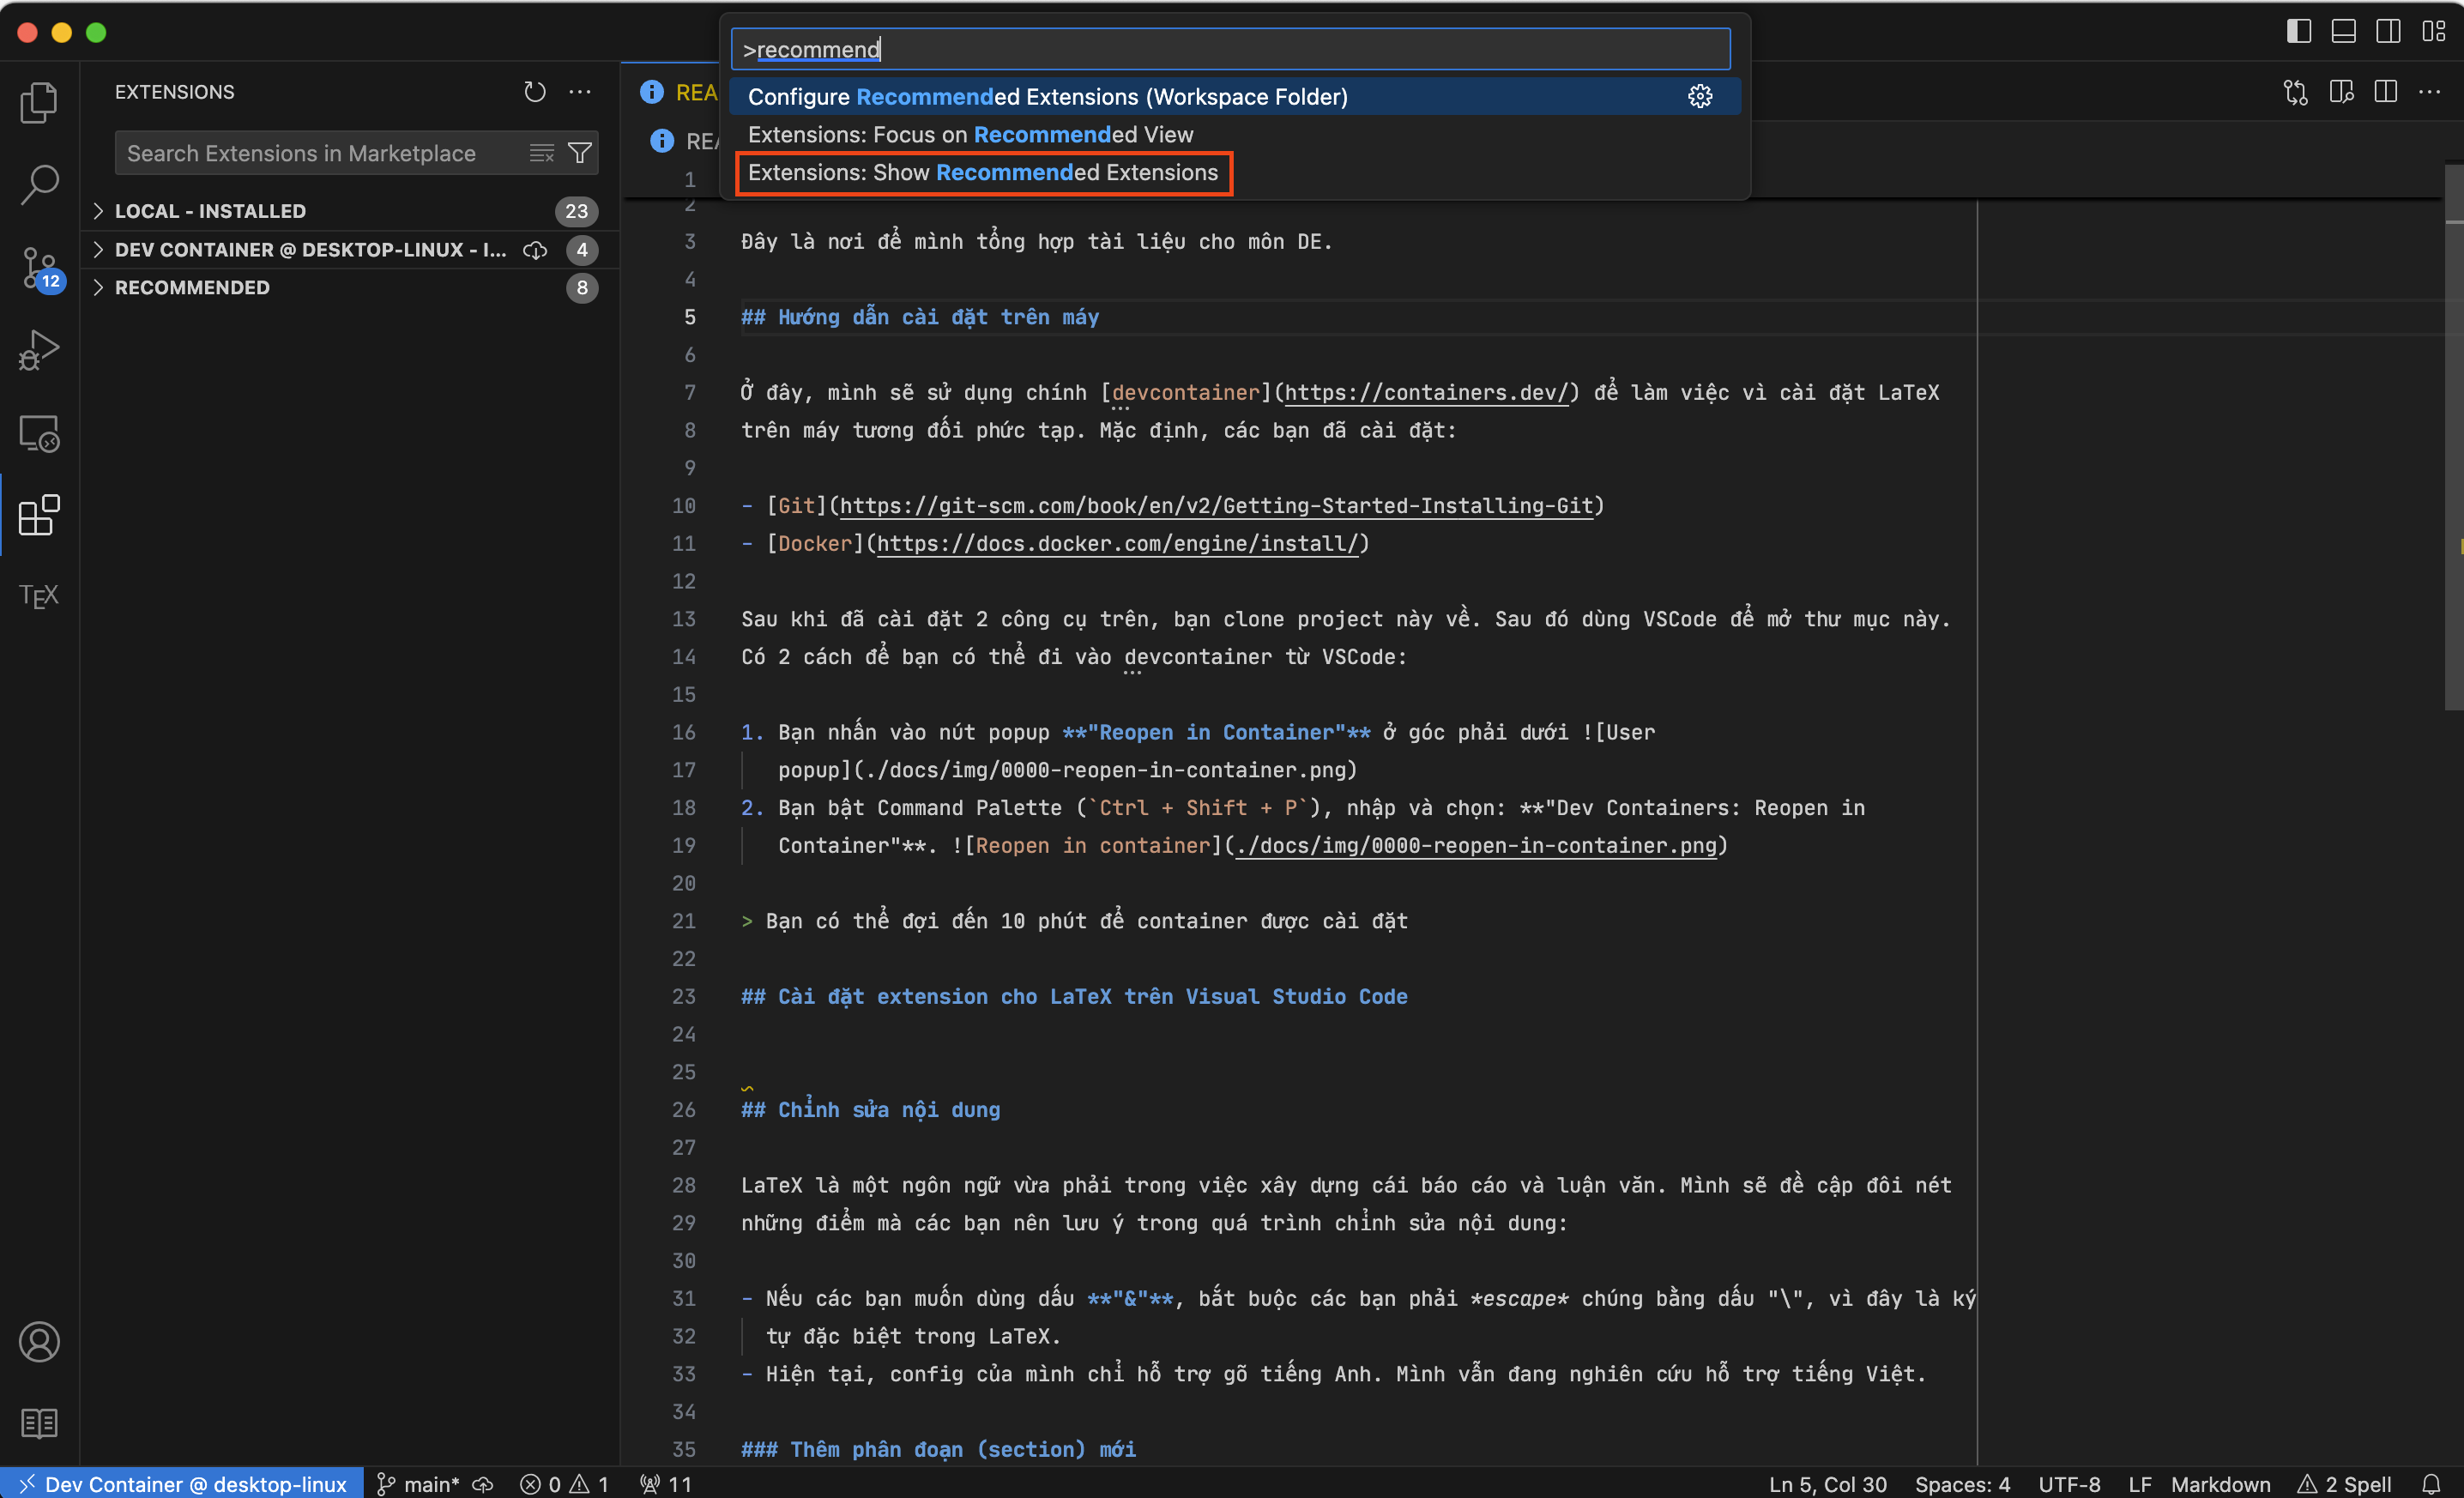 >recommend
Configure Recommended Extensions (Workspace Folder)
Extensions: Focus on Recommended View
Extensions: Show Recommended Extensions
EXTENSIONS
Search Extensions in Marketplace
LOCAL - INSTALLED 23
DEV CONTAINER @ DESKTOP-LINUX - I... 4
RECOMMENDED 8
12
TEX
REA
REA
1
2
3 Đây là nơi để mình tổng hợp tài liệu cho môn DE.
4
5 ## Hướng dẫn cài đặt trên máy
6
7 Ở đây, mình sẽ sử dụng chính [devcontainer](https://containers.dev/) để làm việc vì cài đặt LaTeX
8 trên máy tương đối phức tạp. Mặc định, các bạn đã cài đặt:
9
10 - [Git](https://git-scm.com/book/en/v2/Getting-Started-Installing-Git)
11 - [Docker](https://docs.docker.com/engine/install/)
12
13 Sau khi đã cài đặt 2 công cụ trên, bạn clone project này về. Sau đó dùng VSCode để mở thư mục này.
14 Có 2 cách để bạn có thể đi vào devcontainer từ VSCode:
15
16 1. Bạn nhấn vào nút popup **"Reopen in Container"** ở góc phải dưới ![User
17 popup](./docs/img/0000-reopen-in-container.png)
18 2. Bạn bật Command Palette (`Ctrl + Shift + P`), nhập và chọn: **"Dev Containers: Reopen in
19 Container"**. ![Reopen in container](./docs/img/0000-reopen-in-container.png)
20
21 > Bạn có thể đợi đến 10 phút để container được cài đặt
22
23 ## Cài đặt extension cho LaTeX trên Visual Studio Code
24
25
26 ## Chỉnh sửa nội dung
27
28 LaTeX là một ngôn ngữ vừa phải trong việc xây dựng cái báo cáo và luận văn. Mình sẽ đề cập đôi nét
29 những điểm mà các bạn nên lưu ý trong quá trình chỉnh sửa nội dung:
30
31 - Nếu các bạn muốn dùng dấu **"&"**, bắt buộc các bạn phải *escape* chúng bằng dấu "\", vì đây là ký
32 tự đặc biệt trong LaTeX.
33 - Hiện tại, config của mình chỉ hỗ trợ gõ tiếng Anh. Mình vẫn đang nghiên cứu hỗ trợ tiếng Việt.
34
35 ### Thêm phân đoạn (section) mới
Dev Container @ desktop-linux main* 0 1 11 Ln 5, Col 30 Spaces: 4 UTF-8 LF Markdown 2 Spell